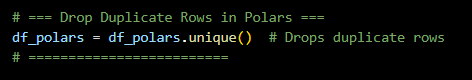 # === Drop Duplicate Rows in Polars ===
df_polars = df_polars.unique()  # Drops duplicate rows
# =========================